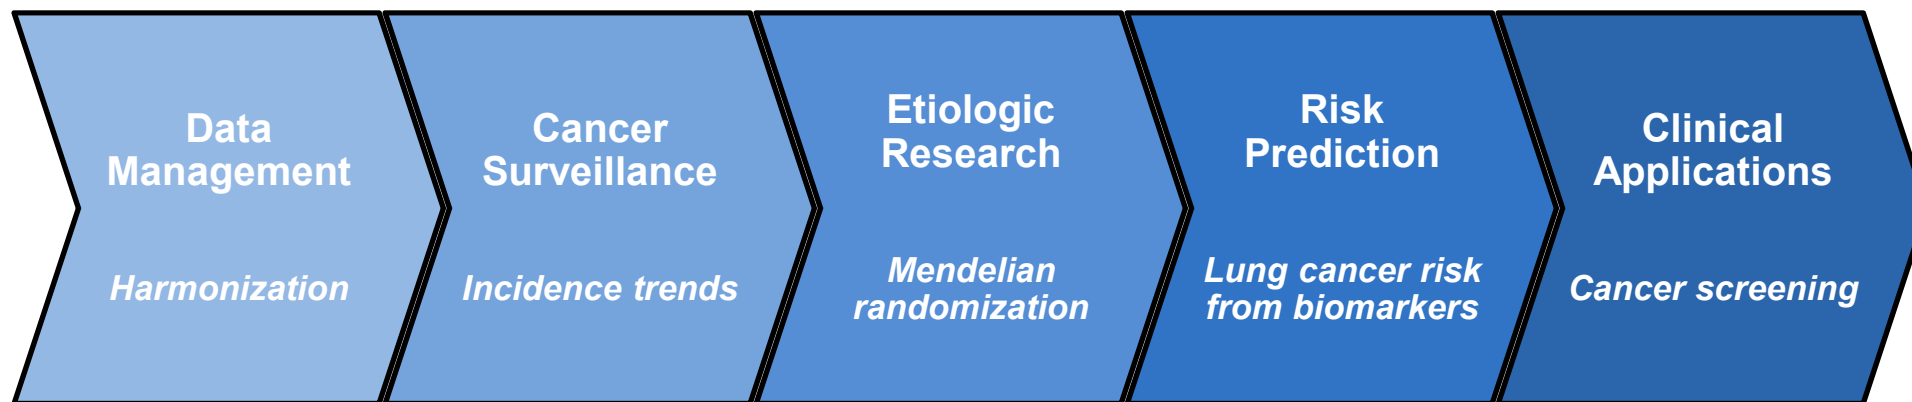 Data
Management
Harmonization
Cancer
Surveillance
Incidence trends
Etiologic
Research
Mendelian
randomization
Risk
Prediction
Lung cancer risk
from biomarkers
Clinical
Applications
Cancer screening